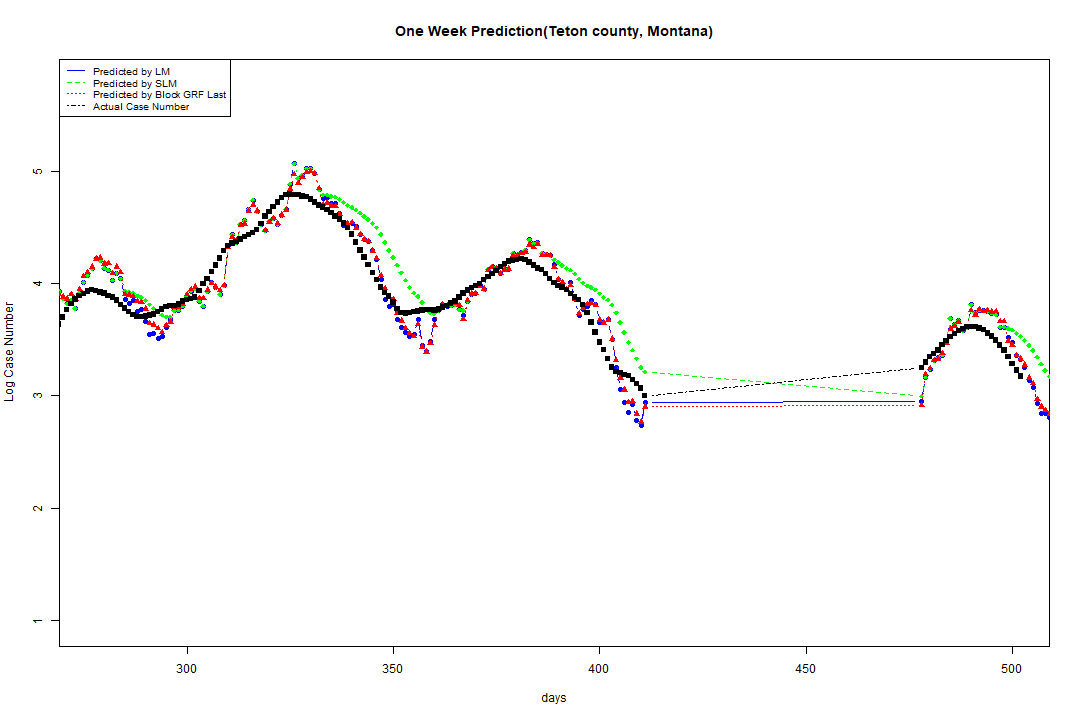 One Week Prediction(Teton county, Montana)
Predicted by LM
Predicted by SLM
Predicted by Block GRF Last
Actual Case Number
5
4
3
2
1
Log Case Number
300
350
400
450
500
days